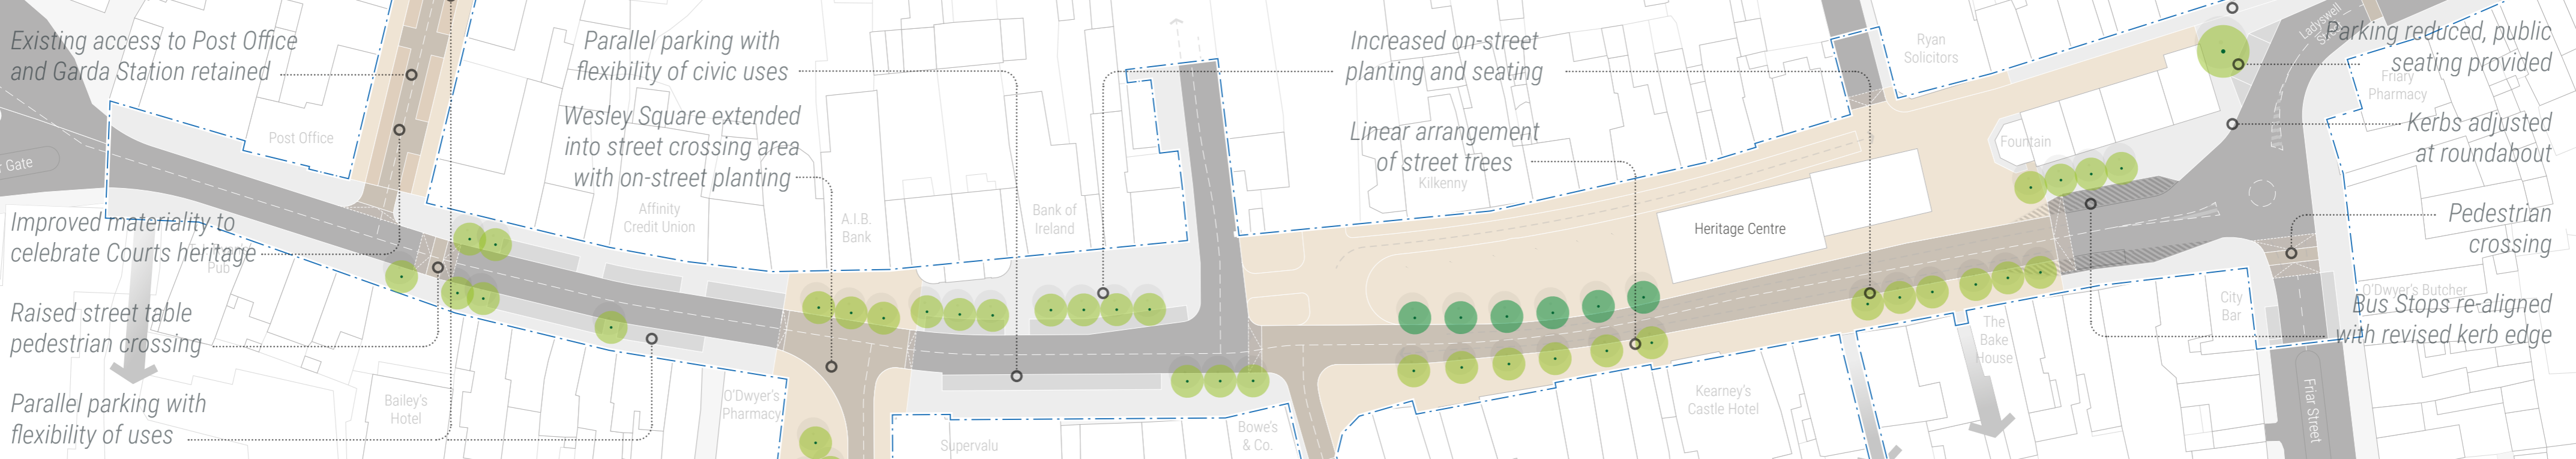 Existing access to Post Office
and Garda Station retained
Improved materiality to
celebrate Courts heritage
Raised street table
pedestrian crossing
Parallel parking with
flexibility of uses
Gate
Post Office
Pub
Bailey's
Hotel
Parallel parking with
flexibility of civic uses
Wesley Square extended
into street crossing area
with on-street planting
Affinity
Credit Union
A.I.B.
Bank
Bank of
Ireland
O'Dwyer's
Pharmacy
Supervalu
Bowe's
& Co.
Increased on-street
planting and seating
Linear arrangement
of street trees
Kilkenny
Heritage Centre
Kearney's
Castle Hotel
Ryan
Solicitors
Fountain
The
Bake
House
City
Bar
Ladyswell
Parking reduced, public
seating provided
Friary
Pharmacy
Kerbs adjusted
at roundabout
Pedestrian
crossing
O'Dwyer's Butcher
Bus Stops re-aligned
with revised kerb edge
Friar Street